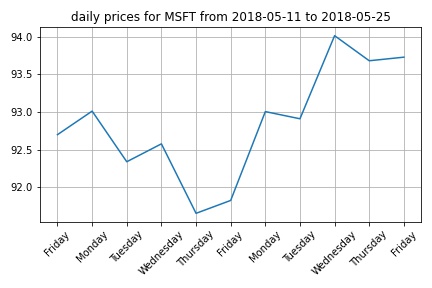 daily prices for MSFT from 2018-05-11 to 2018-05-25
94.0
93.5
93.0
92.5
92.0
Friday
Monday
Tuesday
Wednesday
Thursday
Friday
Monday
Tuesday
Wednesday
Thursday
Friday